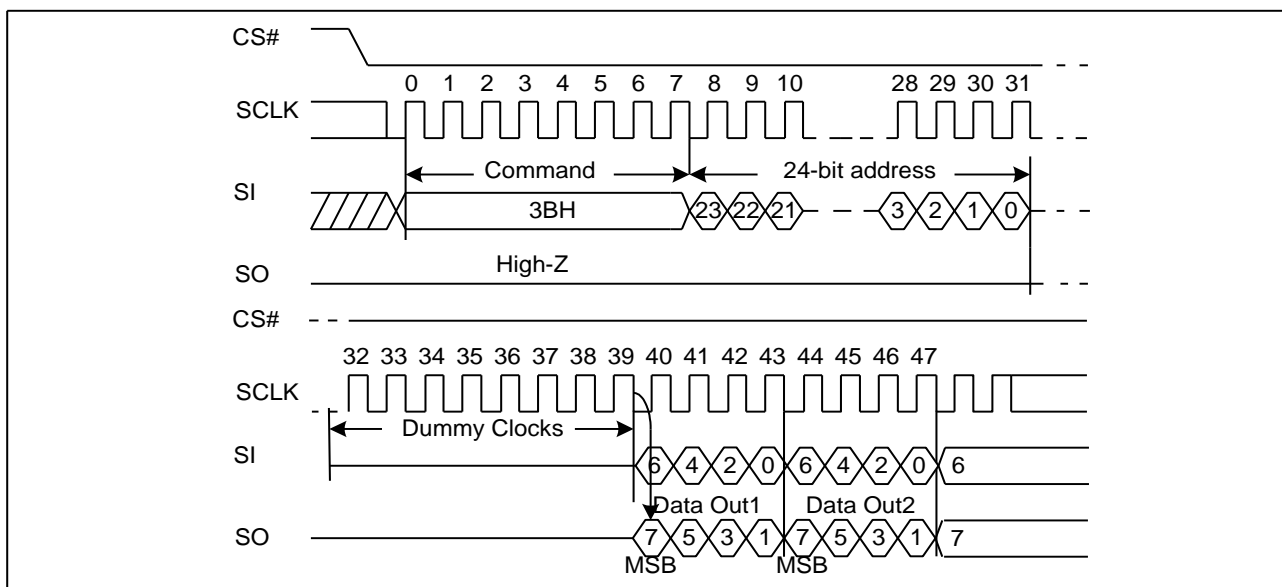 CS#
0 1 2 3 4 5 6 7 8 9 10 28 29 30 31
SCLK
Command 24-bit address
SI
3BH 23 22 21 3 2 1 0
High-Z
SO
CS#
32 33 34 35 36 37 38 39 40 41 42 43 44 45 46 47
SCLK
Dummy Clocks
SI 6 4 2 0 6 4 2 0 6
Data Out1 Data Out2
SO 7 5 3 1 7 5 3 1 7
MSB MSB